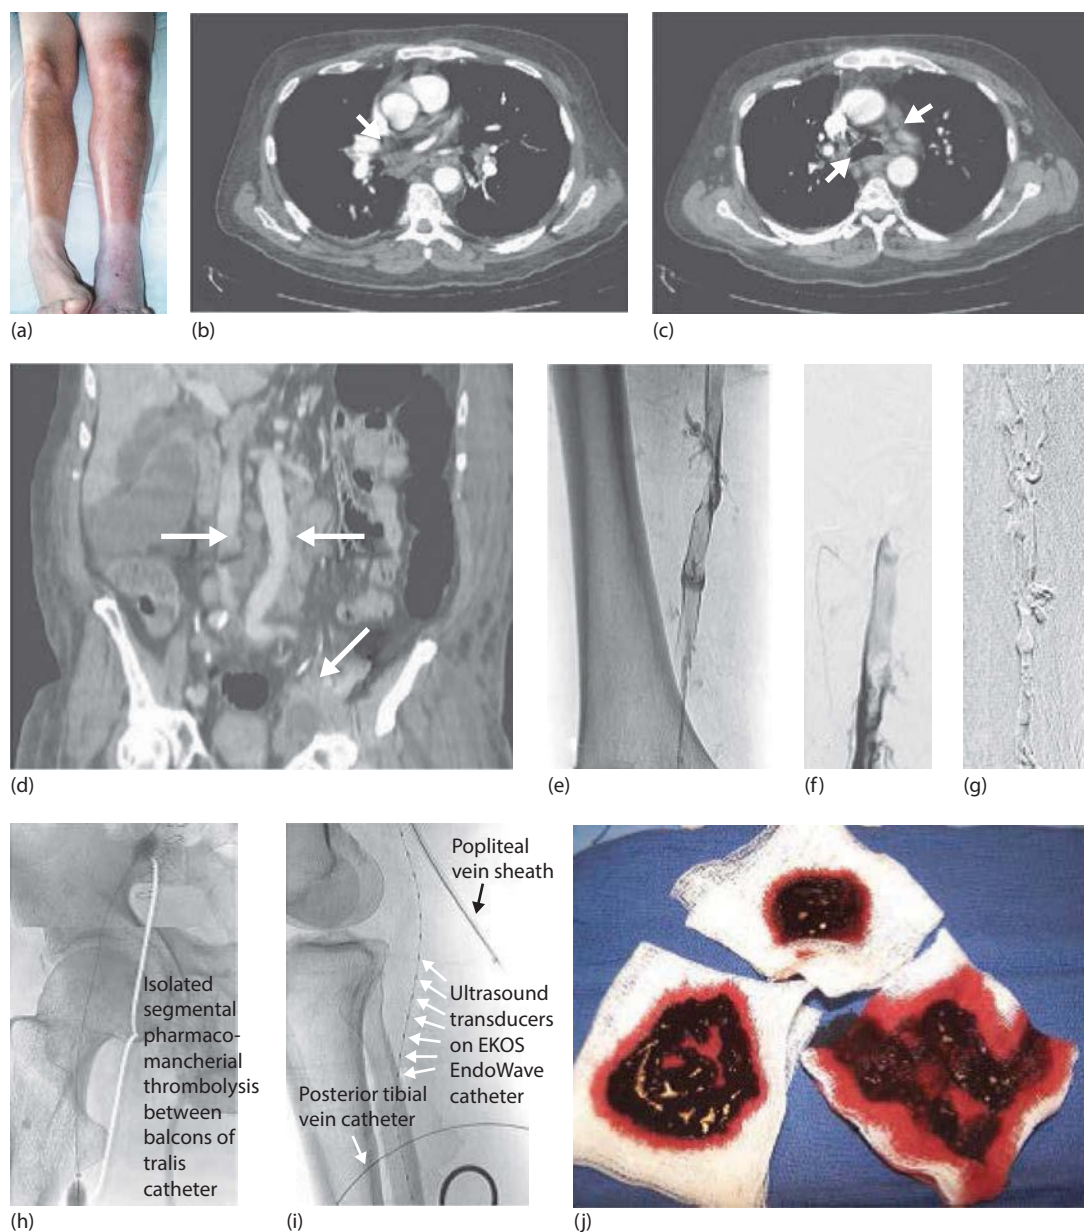 (a)
(b)
(c)
(d)
(e)
(f)
(g)
Isolated
segmental
pharmaco-
mancherial
thrombolysis
between
balcons of
tralis
catheter
(h)
Popliteal
vein sheath
Ultrasound
transducers
on EKOS
EndoWave
catheter
Posterior tibial
vein catheter
(i)
(j)